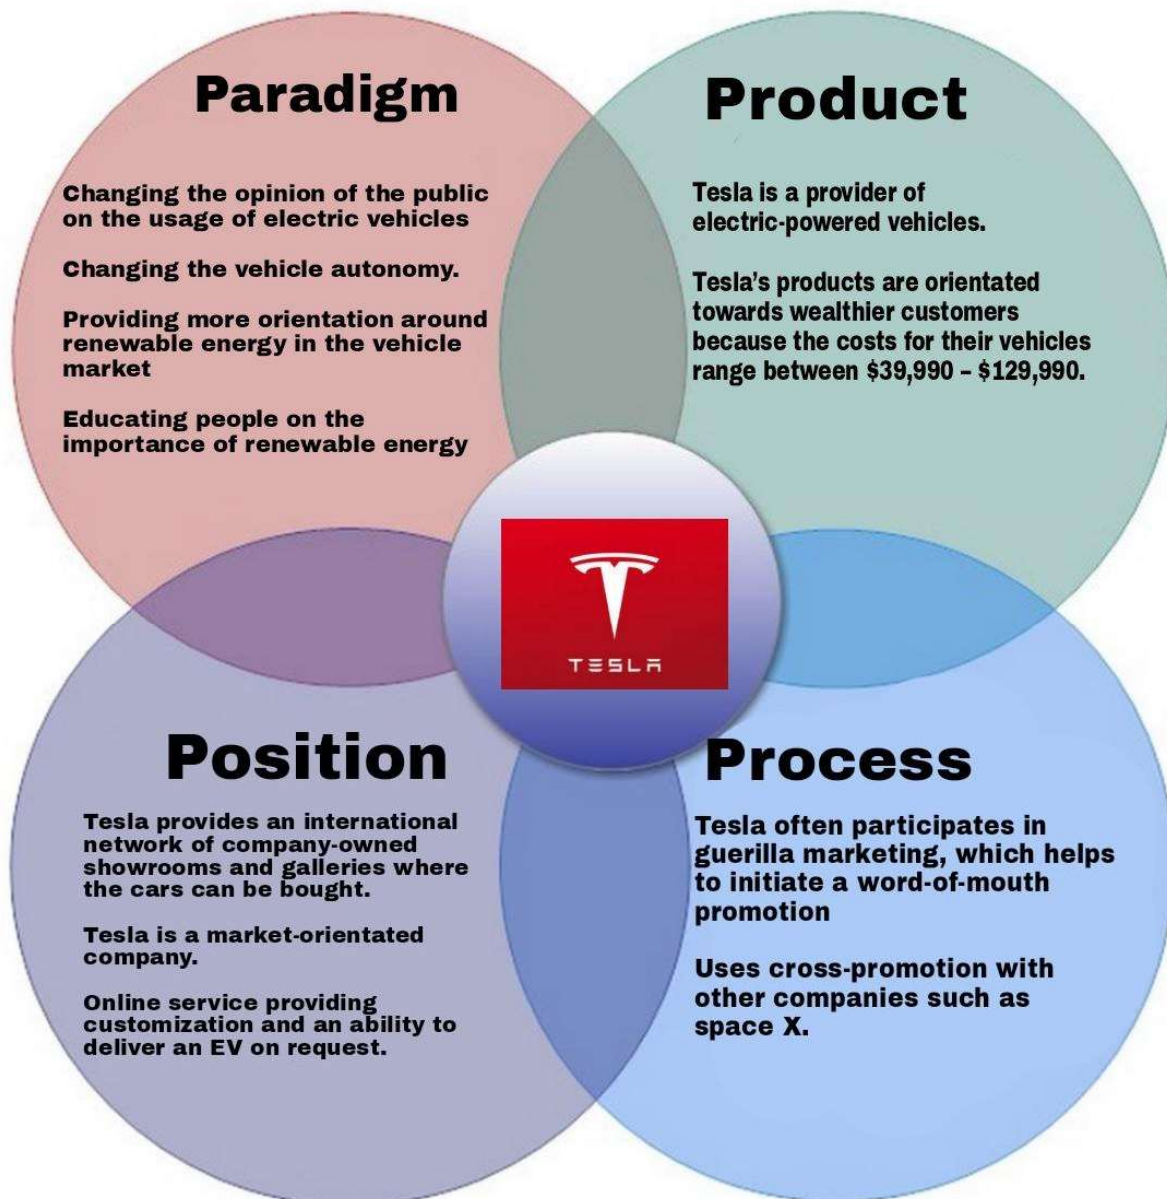 Paradigm
Changing the opinion of the public
on the usage of electric vehicles
Changing the vehicle autonomy.
Providing more orientation around
renewable energy in the vehicle
market
Educating people on the
importance of renewable energy
Product
Tesla is a provider of
electric-powered vehicles.
Tesla’s products are orientated
towards wealthier customers
because the costs for their vehicles
range between $39,990 – $129,990.
TESLA
Position
Tesla provides an international
network of company-owned
showrooms and galleries where
the cars can be bought.
Tesla is a market-orientated
company.
Online service providing
customization and an ability to
deliver an EV on request.
Process
Tesla often participates in
guerilla marketing, which helps
to initiate a word-of-mouth
promotion
Uses cross-promotion with
other companies such as
space X.